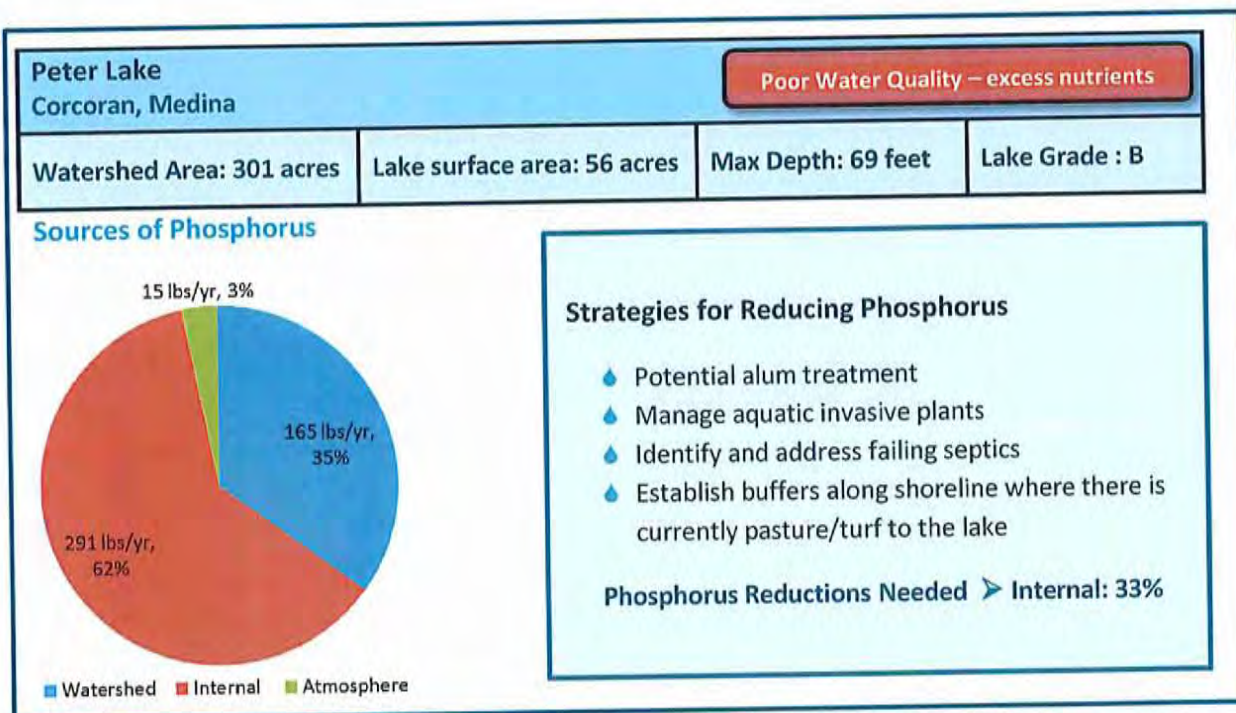 Peter Lake
Corcoran, Medina
Poor Water Quality – excess nutrients
Watershed Area: 301 acres
Lake surface area: 56 acres
Max Depth: 69 feet
Lake Grade : B
Sources of Phosphorus
15 lbs/yr, 3%
165 lbs/yr,
35%
291 lbs/yr,
62%
Watershed
Internal
Atmosphere
Strategies for Reducing Phosphorus
Potential alum treatment
Manage aquatic invasive plants
Identify and address failing septics
Establish buffers along shoreline where there is
currently pasture/turf to the lake
Phosphorus Reductions Needed ➢ Internal: 33%